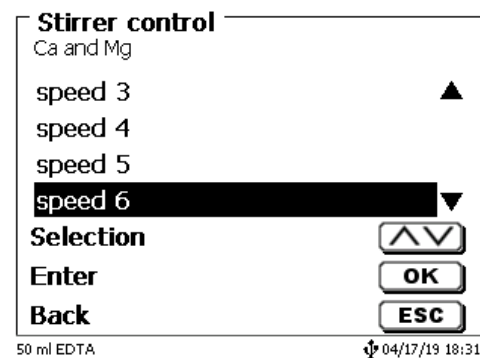 Stirrer control
Ca and Mg
speed 3
speed 4
speed 5
speed 6
Selection
Enter OK
Back ESC
50 ml EDTA 04/17/19 18:31